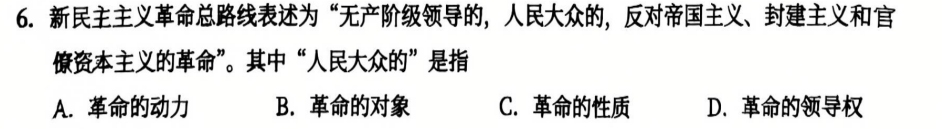 6. 新民主主义革命总路线表述为“无产阶级领导的，人民大众的，反对帝国主义、封建主义和官
僚资本主义的革命”。其中“人民大众的”是指
A. 革命的动力 B. 革命的对象 C. 革命的性质 D. 革命的领导权